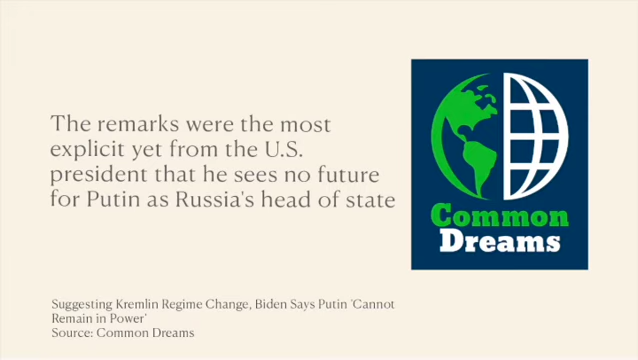 The remarks were the most
explicit yet from the U.S.
president that he sees no future
for Putin as Russia's head of state
Common
Dreams
Suggesting Kremlin Regime Change, Biden Says Putin 'Cannot
Remain in Power'
Source: Common Dreams